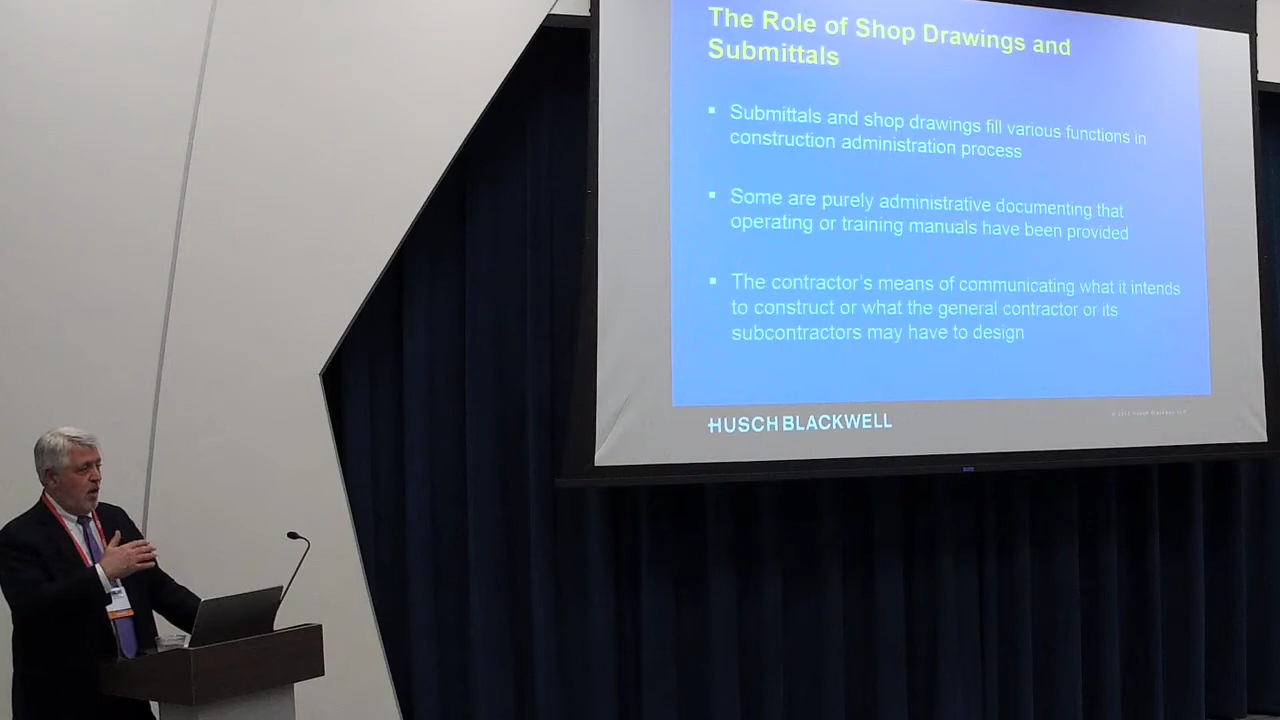 The Role of Shop Drawings and
Submittals
▪ Submittals and shop drawings fill various functions in
construction administration process
▪ Some are purely administrative documenting that
operating or training manuals have been provided
▪ The contractor's means of communicating what it intends
to construct or what the general contractor or its
subcontractors may have to design
HUSCHBLACKWELL
Husch Blackwell LLP